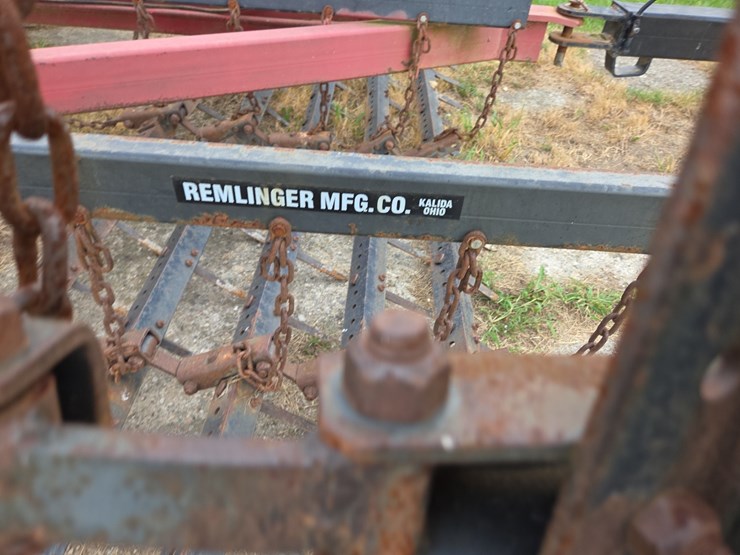 REMLINGER MFG. CO. KALIDA
OHIO